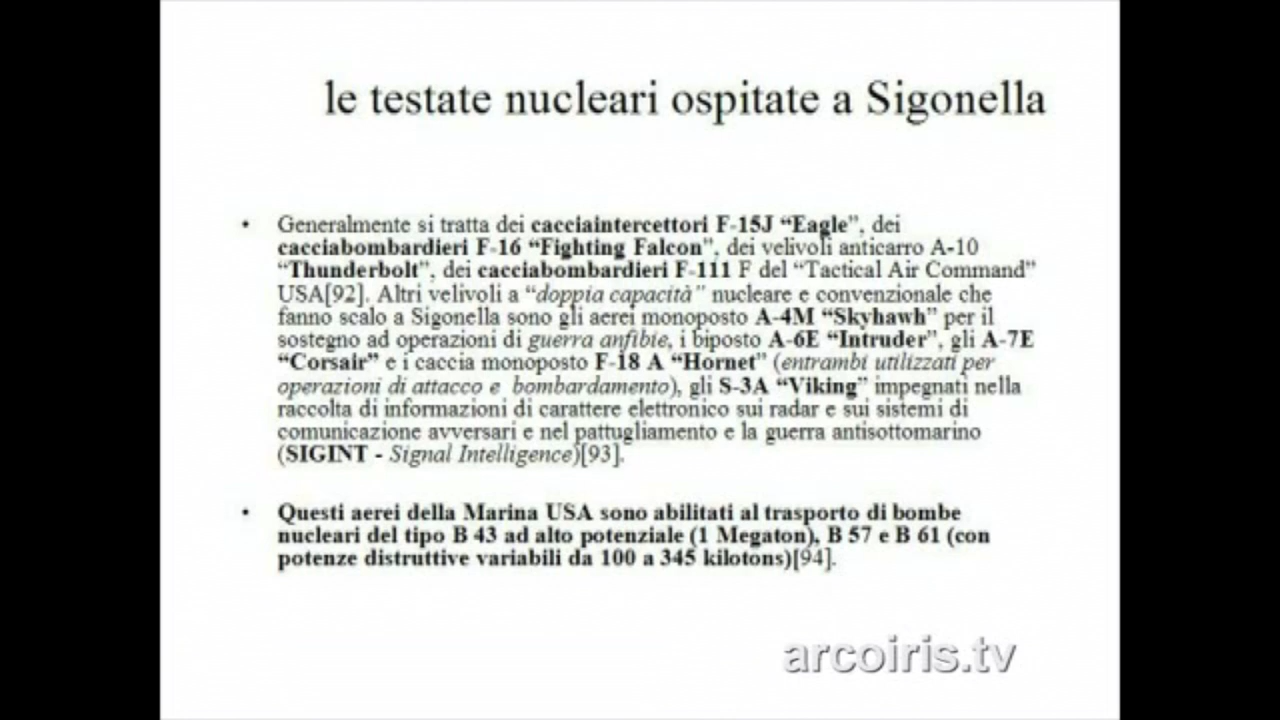 le testate nucleari ospitate a Sigonella
• Generalmente si tratta dei cacciaintercettori F-15J “Eagle”, dei
cacciabombardieri F-16 “Fighting Falcon”, dei velivoli anticarro A-10
“Thunderbolt”, dei cacciabombardieri F-111 F del “Tactical Air Command”
USA[92]. Altri velivoli a “doppia capacità” nucleare e convenzionale che
fanno scalo a Sigonella sono gli aerei monoposto A-4M “Skyhawh” per il
sostegno ad operazioni di guerra anfibie, i biposto A-6E “Intruder”, gli A-7E
“Corsair” e i caccia monoposto F-18 A “Hornet” (entrambi utilizzati per
operazioni di attacco e bombardamento), gli S-3A “Viking” impegnati nella
raccolta di informazioni di carattere elettronico sui radar e sui sistemi di
comunicazione avversari e nel pattugliamento e la guerra antisottomarino
(SIGINT - Signal Intelligence)[93].
• Questi aerei della Marina USA sono abilitati al trasporto di bombe
nucleari del tipo B 43 ad alto potenziale (1 Megaton), B 57 e B 61 (con
potenze distruttive variabili da 100 a 345 kilotons)[94].
arcoiris.tv